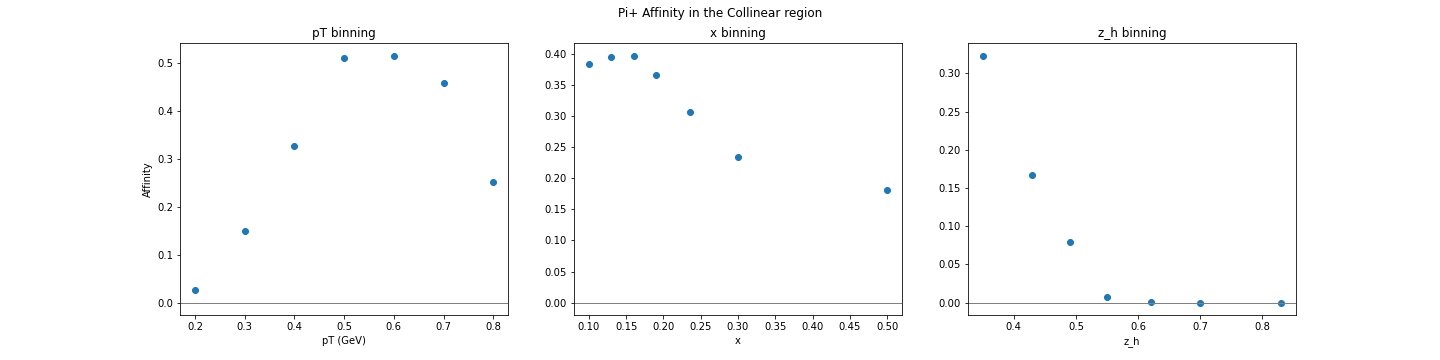 Pi+ Affinity in the Collinear region
pT binning
Affinity
0.5
0.4
0.3
0.2
0.1
0.0
0.2 0.3 0.4 0.5 0.6 0.7 0.8
pT (GeV)
x binning
0.40
0.35
0.30
0.25
0.20
0.15
0.10
0.05
0.00
0.10 0.15 0.20 0.25 0.30 0.35 0.40 0.45 0.50
x
z_h binning
0.30
0.25
0.20
0.15
0.10
0.05
0.00
0.4 0.5 0.6 0.7 0.8
z_h